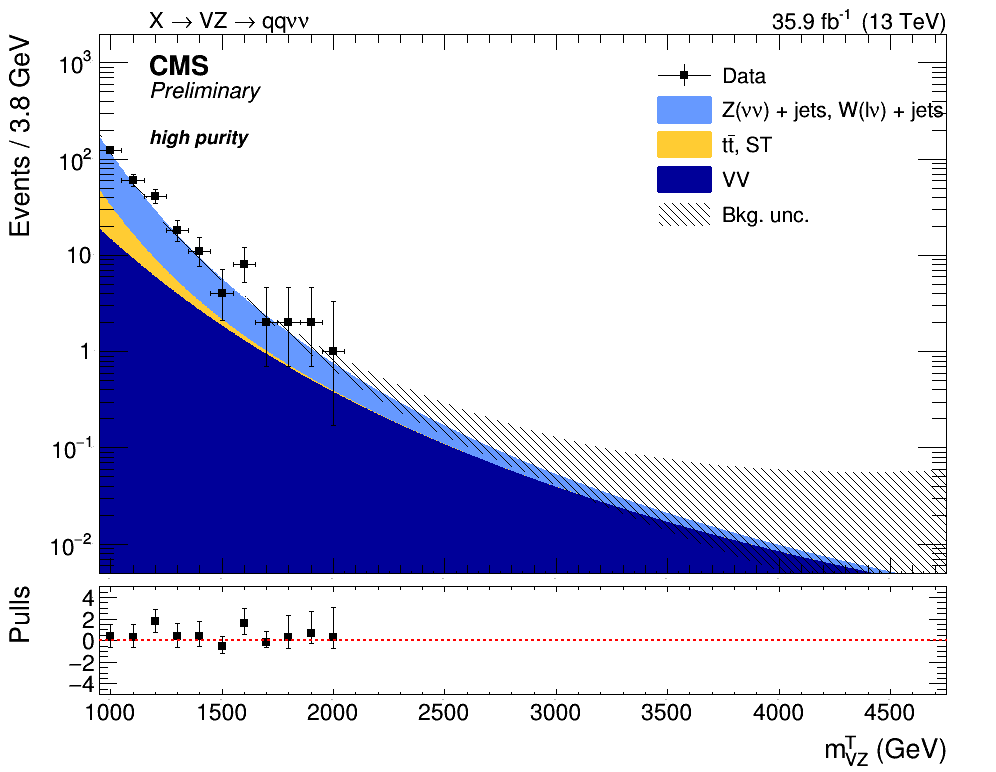 X → VZ → qqνν
35.9 fb⁻¹ (13 TeV)
Events / 3.8 GeV
CMS
Preliminary
high purity
Data
Z(νν) + jets, W(lν) + jets
tt̄, ST
VV
Bkg. unc.
10³
10²
10
1
10⁻¹
10⁻²
Pulls
4
2
0
−2
−4
1000 1500 2000 2500 3000 3500 4000 4500
m^T_VZ (GeV)